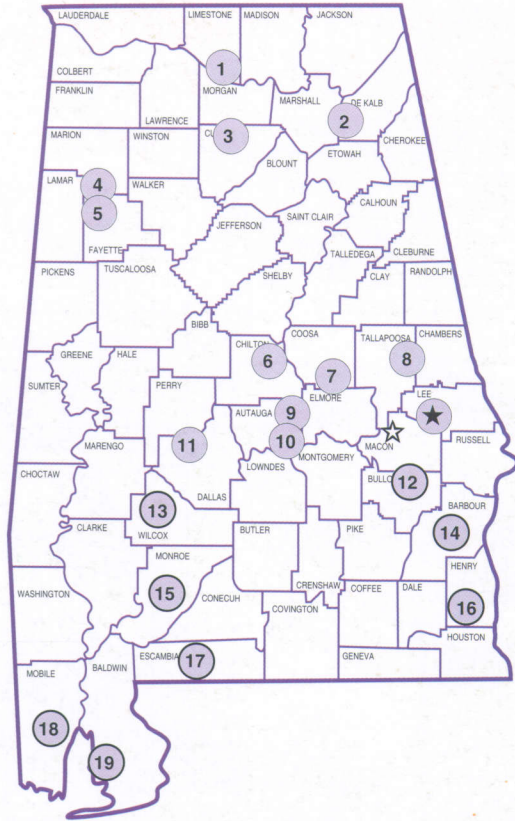 LAUDERDALE
LIMESTONE
MADISON
JACKSON
COLBERT
1
FRANKLIN
LAWRENCE
MORGAN
MARSHALL
DE KALB
2
MARION
WINSTON
CU
3
CHEROKEE
BLOUNT
ETOWAH
LAMAR
4
WALKER
5
CALHOUN
SAINT CLAIR
JEFFERSON
FAYETTE
TALLEDEGA
CLEBURNE
PICKENS
TUSCALOOSA
SHELBY
CLAY
RANDOLPH
BIBB
COOSA
CHAMBERS
TALLAPOOSA
GREENE
HALE
CHILTON
6
7
8
SUMTER
PERRY
ELMORE
LEE
AUTAUGA
9
MARENGO
11
10
MACON
RUSSELL
MONTGOMERY
LOWNDES
CHOCTAW
BULLO
12
DALLAS
BARBOUR
13
CLARKE
WILCOX
BUTLER
PIKE
14
MONROE
HENRY
WASHINGTON
15
CONECUH
CRENSHAW
COFFEE
DALE
16
COVINGTON
HOUSTON
ESCAMBIA
17
GENEVA
MOBILE
BALDWIN
18
19